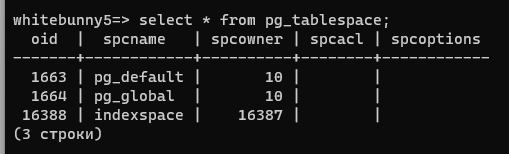 whitebunny5=> select * from pg_tablespace;
  oid  |  spcname   | spcowner | spcacl | spcoptions
-------+------------+----------+--------+------------
  1663 | pg_default |       10 |        |
  1664 | pg_global  |       10 |        |
 16388 | indexspace |    16387 |        |
(3 строки)